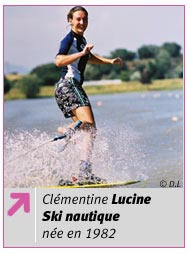 © D.L
Clémentine Lucine
Ski nautique
née en 1982